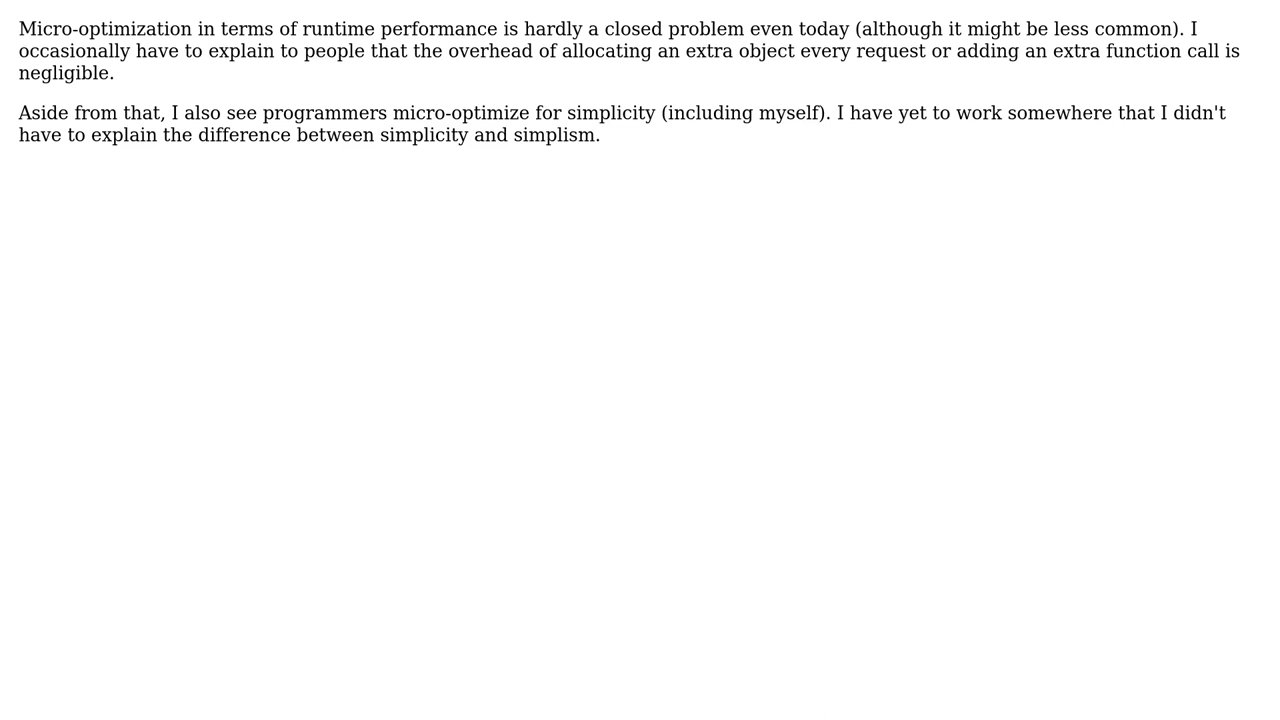 Micro-optimization in terms of runtime performance is hardly a closed problem even today (although it might be less common). I
occasionally have to explain to people that the overhead of allocating an extra object every request or adding an extra function call is
negligible.
Aside from that, I also see programmers micro-optimize for simplicity (including myself). I have yet to work somewhere that I didn't
have to explain the difference between simplicity and simplism.